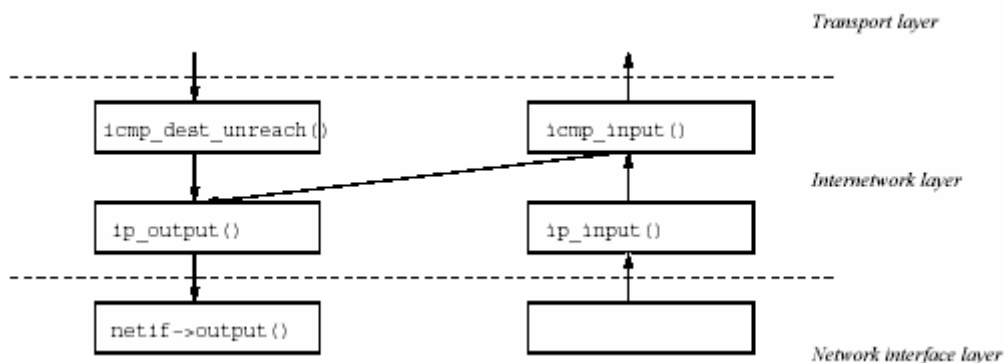 Transport layer
icmp_dest_unreach()
icmp_input()
Internetwork layer
ip_output()
ip_input()
netif->output()
Network interface layer